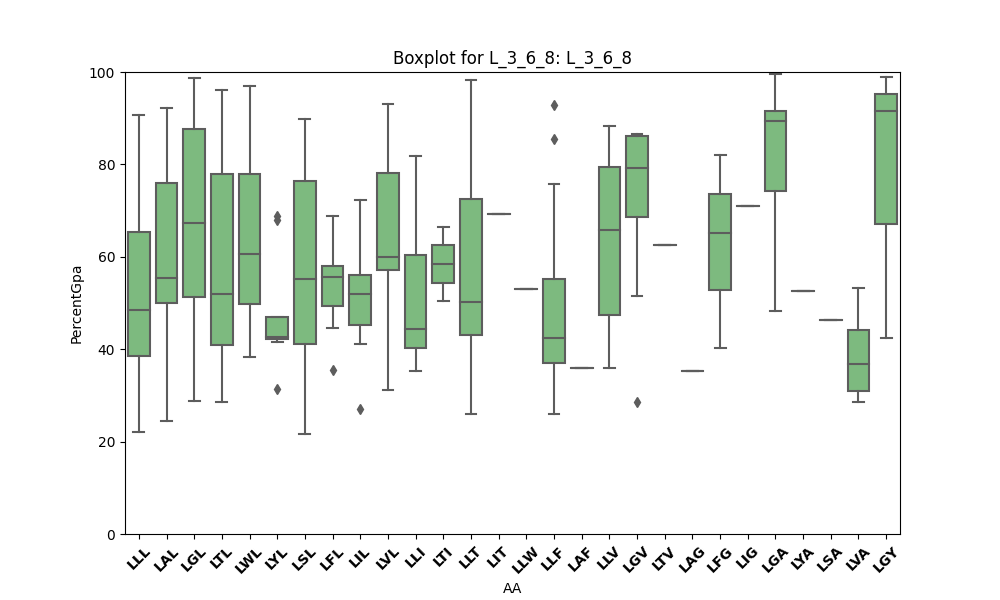 Boxplot for L_3_6_8: L_3_6_8
PercentGpa
100
80
60
40
20
0
LLL LAL LGL LTL LWL LYL LSL LFL LIL LVL LLI LTI LLT LIT LLW LLF LAF LLV LGV LTV LAG LFG LIG LGA LYA LSA LVA LGY
AA